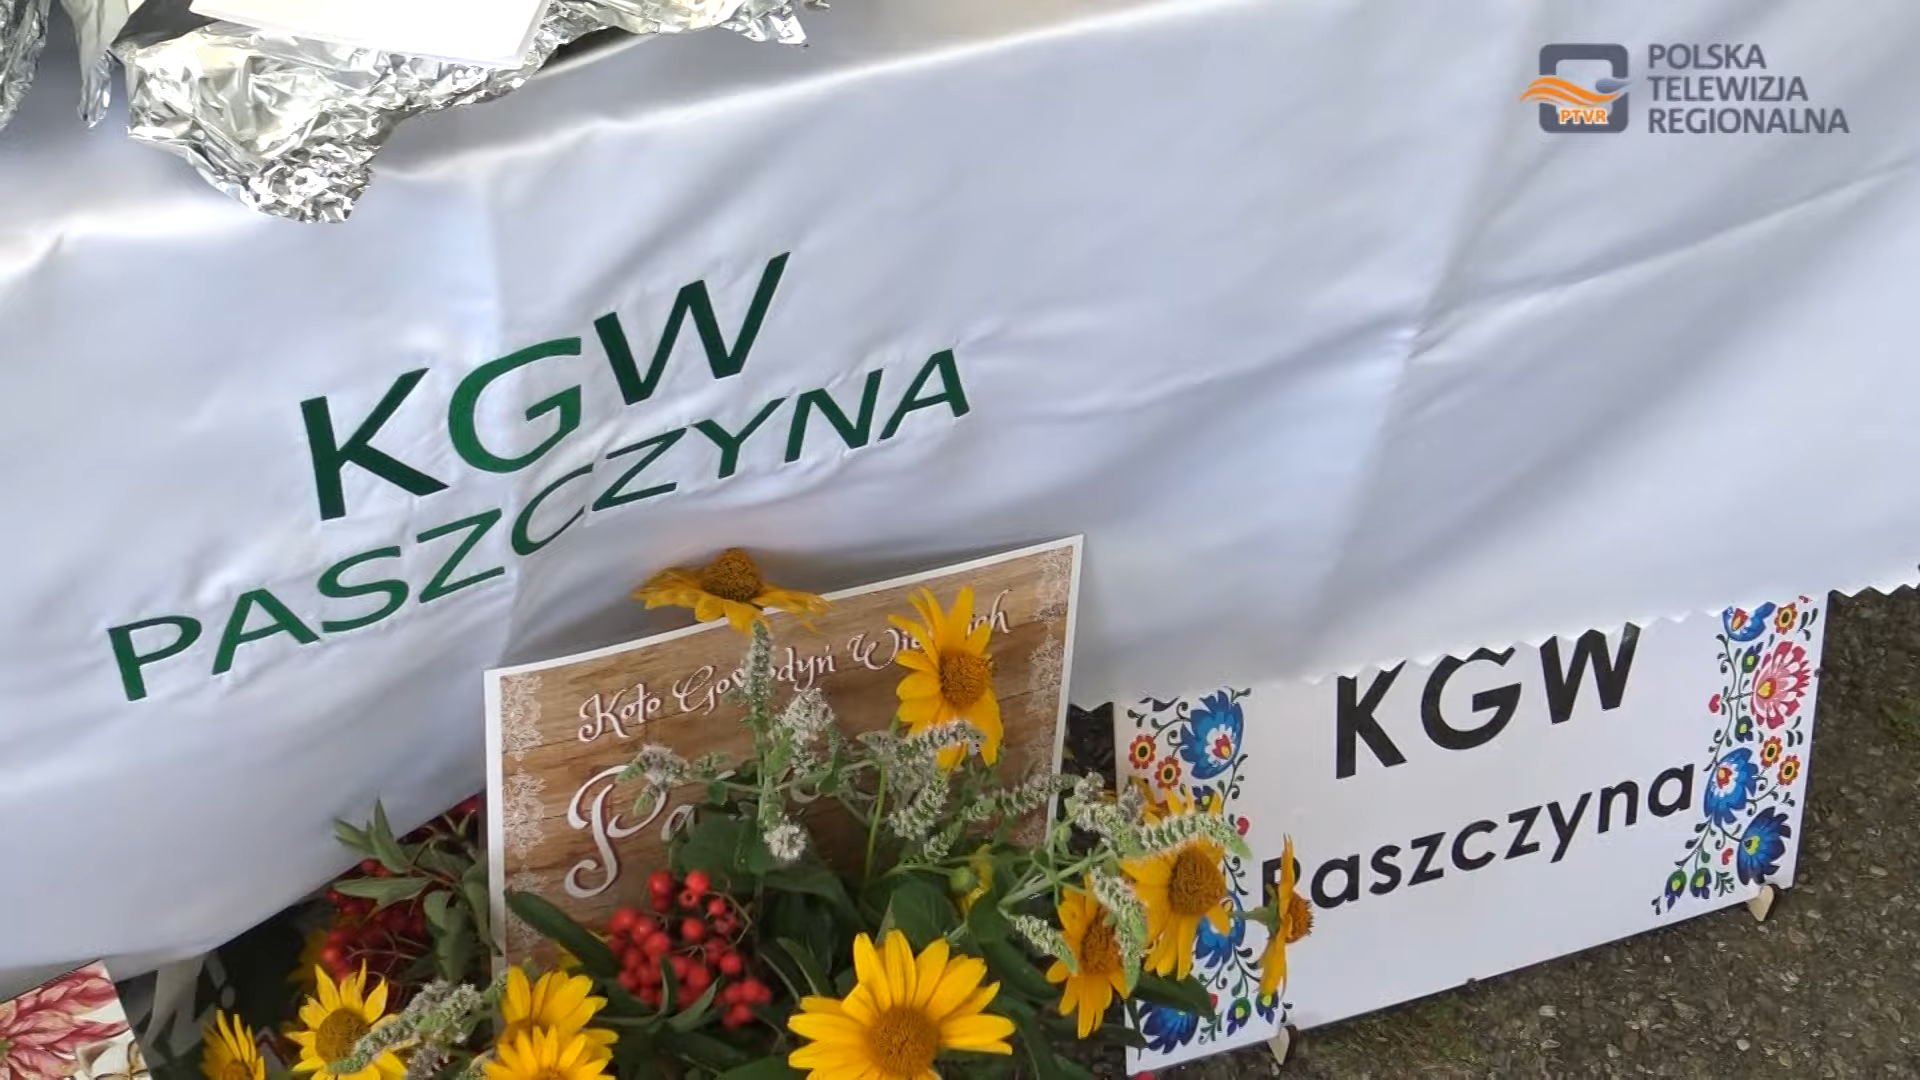 POLSKA
TELEWIZJA
REGIONALNA
PTVR
KGW
PASZCZYNA
Koło Gospodyń Wiejskich
KGW
Paszczyna